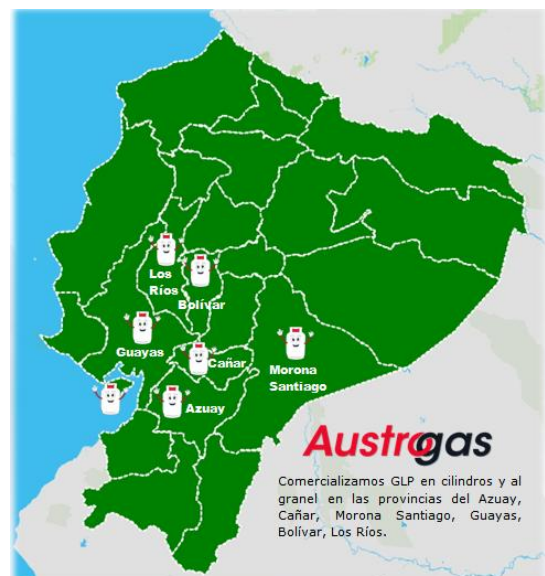 Los
Ríos
Bolívar
Guayas
Cañar
Morona
Santiago
Azuay
Austrogas
Comercializamos GLP en cilindros y al
granel en las provincias del Azuay,
Cañar, Morona Santiago, Guayas,
Bolívar, Los Ríos.